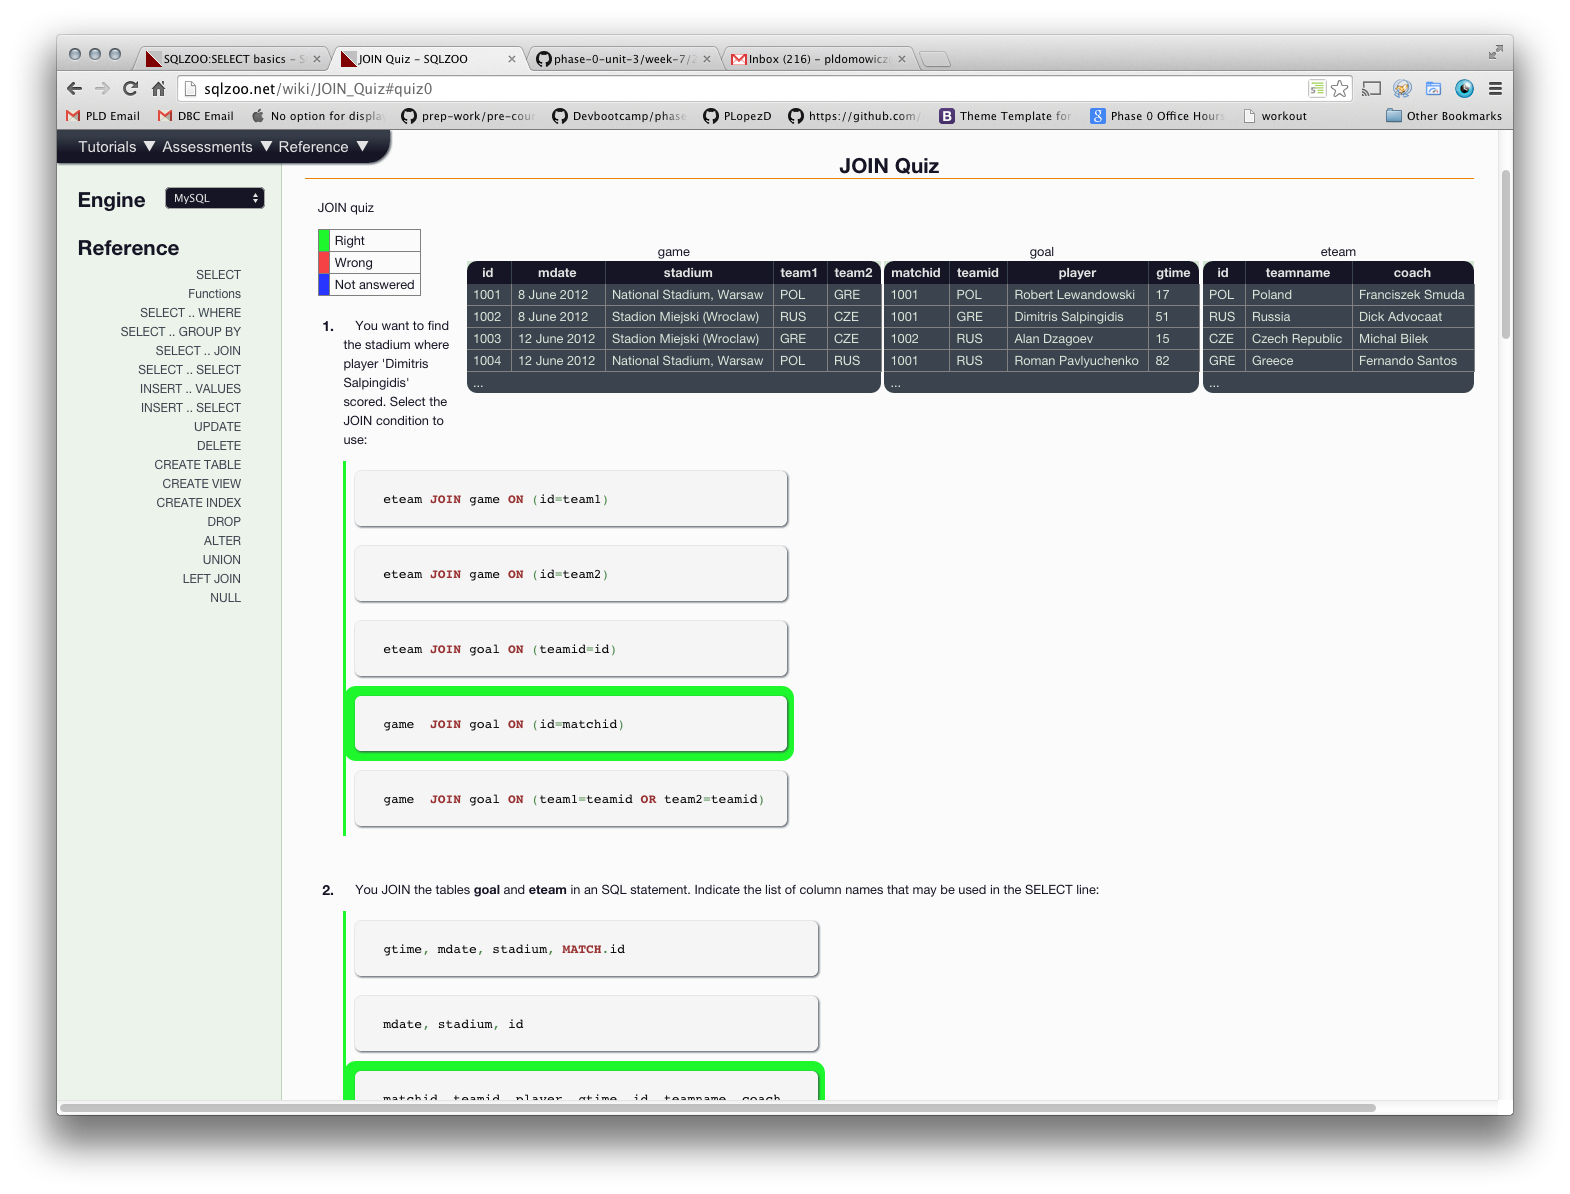 SQLZOO:SELECT basics – S
JOIN Quiz – SQLZOO
phase-0-unit-3/week-7/2
Inbox (216) – pldomowicz
sqlzoo.net/wiki/JOIN_Quiz#quiz0
PLD Email
DBC Email
No option for display
prep-work/pre-cour
Devbootcamp/phase
PLopezD
https://github.com/
Theme Template for
Phase 0 Office Hours
workout
Other Bookmarks
Tutorials ▼ Assessments ▼ Reference ▼
JOIN Quiz
Engine
MySQL
Reference
SELECT
Functions
SELECT .. WHERE
SELECT .. GROUP BY
SELECT .. JOIN
SELECT .. SELECT
INSERT .. VALUES
INSERT .. SELECT
UPDATE
DELETE
CREATE TABLE
CREATE VIEW
CREATE INDEX
DROP
ALTER
UNION
LEFT JOIN
NULL
JOIN quiz
Right
Wrong
Not answered
game
id mdate stadium team1 team2
1001 8 June 2012 National Stadium, Warsaw POL GRE
1002 8 June 2012 Stadion Miejski (Wroclaw) RUS CZE
1003 12 June 2012 Stadion Miejski (Wroclaw) GRE CZE
1004 12 June 2012 National Stadium, Warsaw POL RUS
...
goal
matchid teamid player gtime
1001 POL Robert Lewandowski 17
1001 GRE Dimitris Salpingidis 51
1002 RUS Alan Dzagoev 15
1001 RUS Roman Pavlyuchenko 82
...
eteam
id teamname coach
POL Poland Franciszek Smuda
RUS Russia Dick Advocaat
CZE Czech Republic Michal Bilek
GRE Greece Fernando Santos
...
1. You want to find
the stadium where
player 'Dimitris
Salpingidis'
scored. Select the
JOIN condition to
use:
eteam JOIN game ON (id=team1)
eteam JOIN game ON (id=team2)
eteam JOIN goal ON (teamid=id)
game JOIN goal ON (id=matchid)
game JOIN goal ON (team1=teamid OR team2=teamid)
2. You JOIN the tables goal and eteam in an SQL statement. Indicate the list of column names that may be used in the SELECT line:
gtime, mdate, stadium, MATCH.id
mdate, stadium, id
matchid, teamid, player, gtime, id, teamname, coach